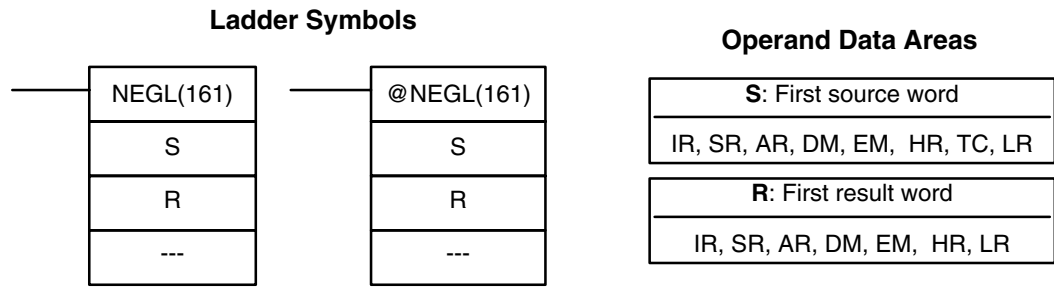 Ladder Symbols
NEGL(161)
S
R
---
@NEGL(161)
S
R
---
Operand Data Areas
S: First source word
IR, SR, AR, DM, EM, HR, TC, LR
R: First result word
IR, SR, AR, DM, EM, HR, LR